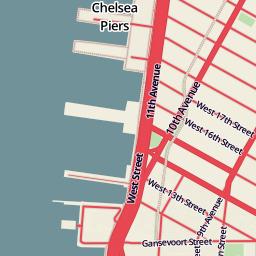 Chelsea
Piers
11th Avenue
10th Avenue
West 17th Street
West 16th Street
West Street
West 13th Street
9th Avenue
Gansevoort Street